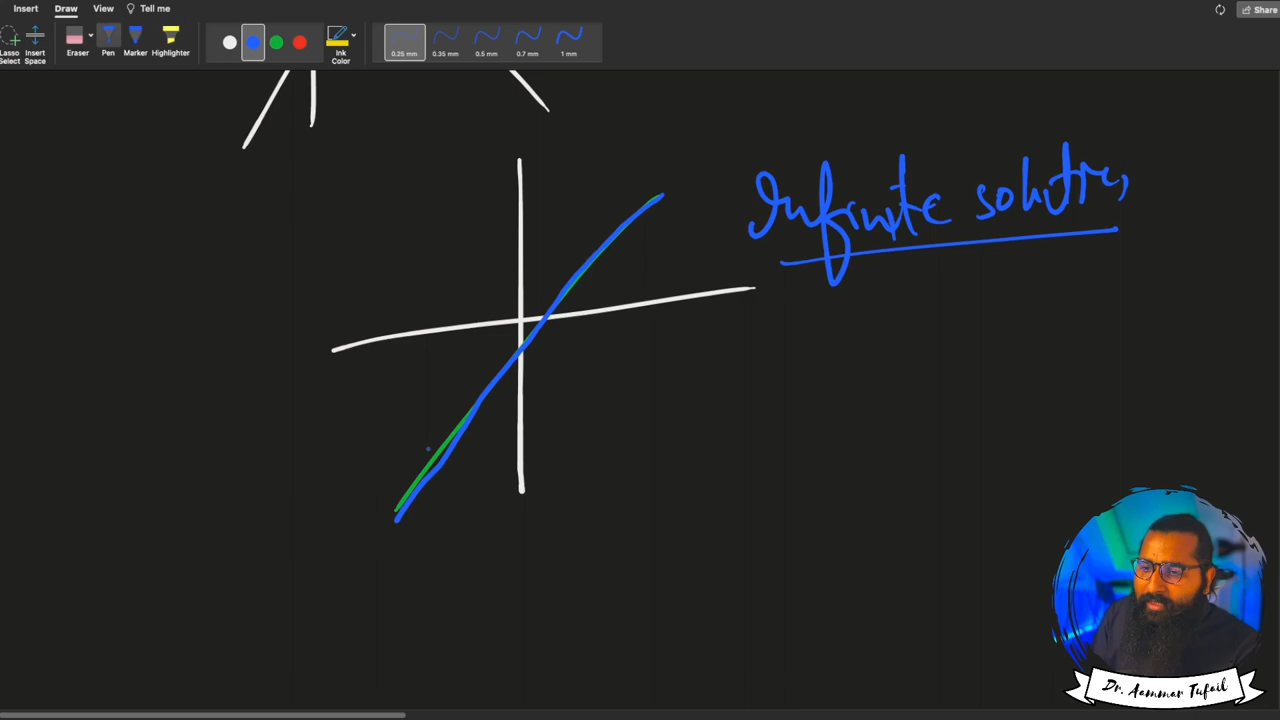 Insert Draw View Tell me Share
Lasso Select Insert Space Eraser Pen Marker Highlighter Ink Color 0.25 mm 0.35 mm 0.5 mm 0.7 mm 1 mm
Infinite
Dr. Aammar Tufail